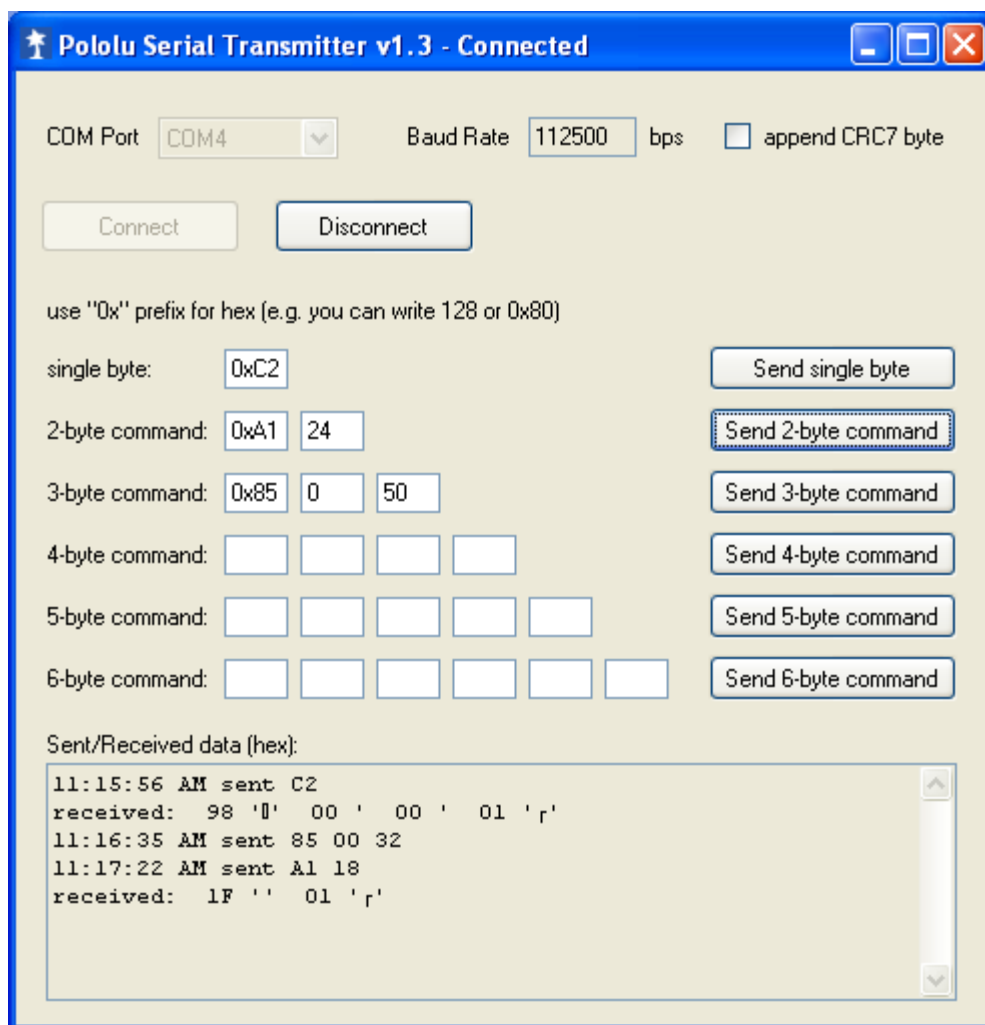 Pololu Serial Transmitter v1.3 - Connected
COM Port COM4 Baud Rate 112500 bps append CRC7 byte
Connect Disconnect
use "0x" prefix for hex (e.g. you can write 128 or 0x80)
single byte: 0xC2 Send single byte
2-byte command: 0xA1 24 Send 2-byte command
3-byte command: 0x85 0 50 Send 3-byte command
4-byte command: Send 4-byte command
5-byte command: Send 5-byte command
6-byte command: Send 6-byte command
Sent/Received data (hex):
11:15:56 AM sent C2
received: 98 '▯' 00 ' 00 ' 01 '┌'
11:16:35 AM sent 85 00 32
11:17:22 AM sent A1 18
received: 1F '' 01 '┌'